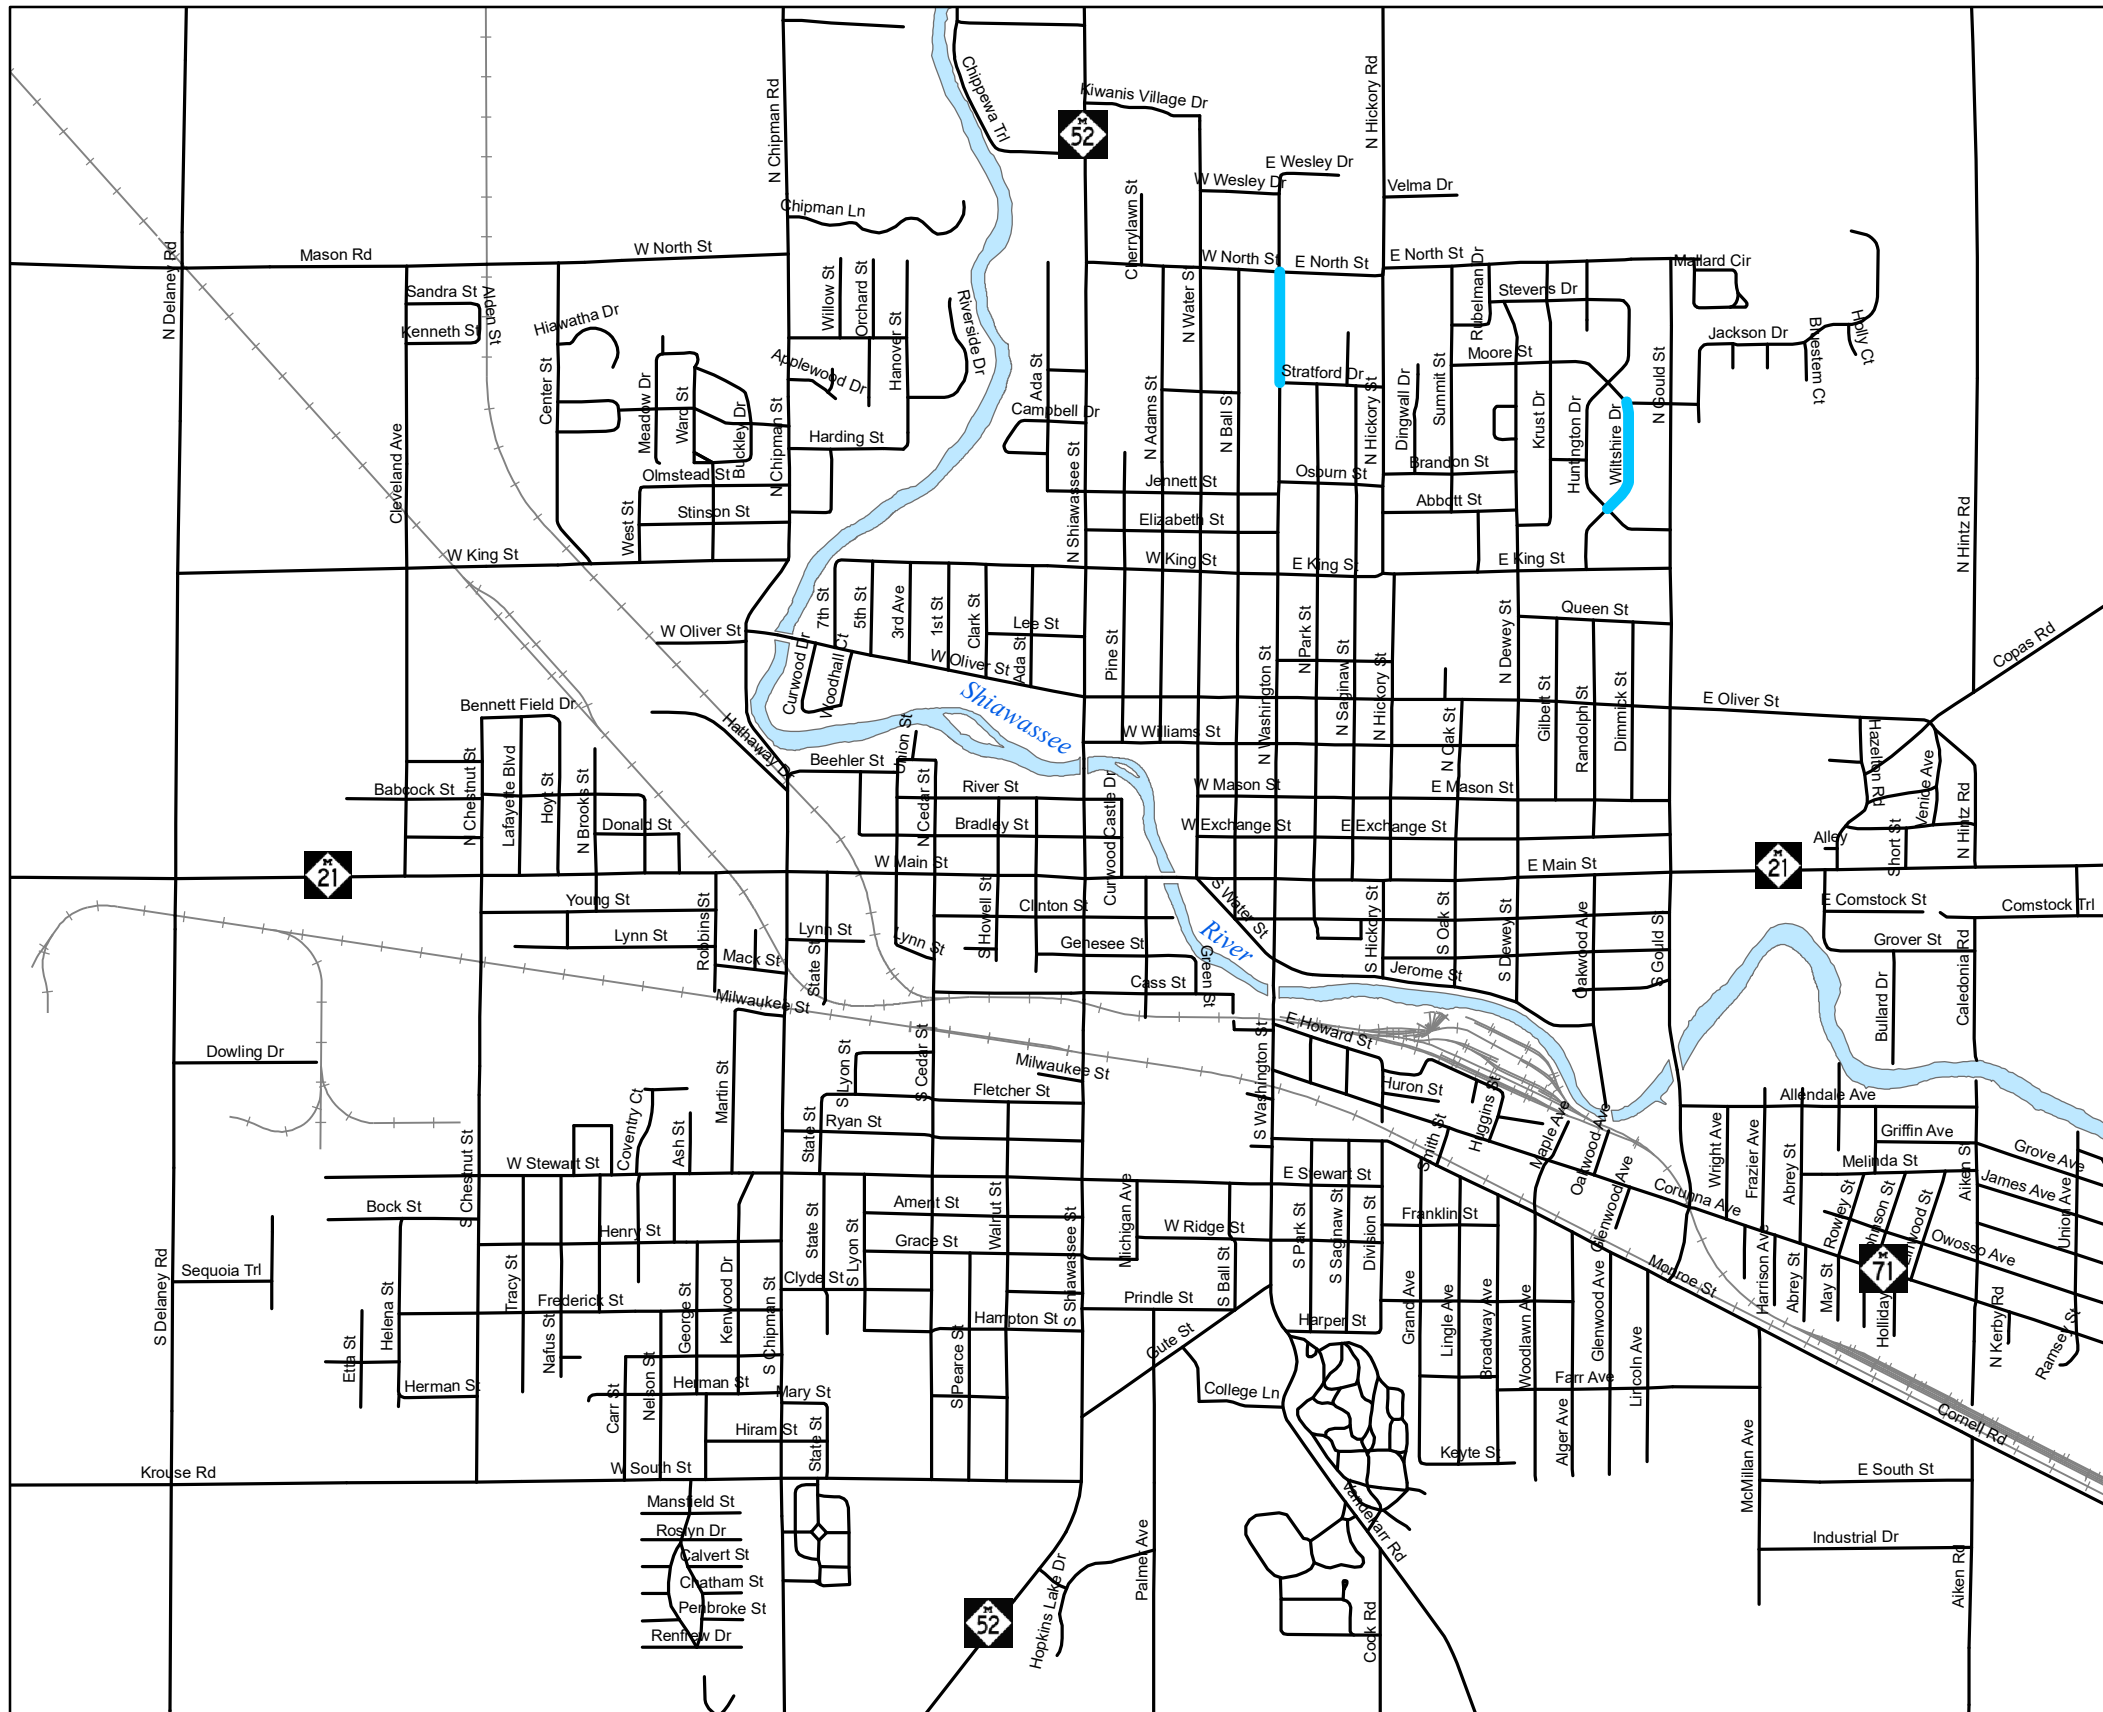 Chippewa Trl
N Chipman Rd
Kiwanis Village Dr
N Hickory Rd
M
52
E Wesley Dr
W Wesley Dr
Velma Dr
Cherrylawn St
Chipman Ln
N Delaney Rd
Mason Rd
W North St
W North St
E North St
E North St
Mallard Cir
Sandra St
Kenneth St
Alden St
Hiawatha Dr
Willow St
Orchard St
Hanover St
Riverside Dr
N Water St
Rubelman Dr
Stevens Dr
Jackson Dr
Bluestem Ct
Holly Ct
Center St
Meadow Dr
Ward St
Buckley Dr
Applewood Dr
Ada St
Campbell Dr
N Adams St
N Ball St
Stratford Dr
N Hickory St
Dingwall Dr
Summit St
Moore St
Krust Dr
Huntington Dr
Wiltshire Dr
N Gould St
Cleveland Ave
N Chipman St
Harding St
Olmstead St
Stinson St
West St
N Shiawassee St
Jennett St
Elizabeth St
Osburn St
Brandon St
Abbott St
N Hintz Rd
W King St
W King St
E King St
E King St
7th St
5th St
3rd Ave
1st St
Clark St
Lee St
Ada St
Pine St
N Park St
N Dewey St
Queen St
Copas Rd
W Oliver St
Curwood Dr
Woodhall Ct
W Oliver St
N Washington St
N Saginaw St
N Hickory St
Gilbert St
Randolph St
Dimmick St
E Oliver St
Bennett Field Dr
Hathaway Dr
Union St
Shiawassee
W Williams St
N Oak St
Hazelton Rd
Venice Ave
N Hintz Rd
Babcock St
N Chestnut St
Lafayette Blvd
Hoyt St
N Brooks St
Donald St
Beehler St
N Cedar St
River St
Bradley St
Curwood Castle Dr
W Mason St
E Mason St
W Exchange St
E Exchange St
Alley
Short St
M
21
W Main St
E Main St
M
21
Young St
Lynn St
Robbins St
Mack St
Lynn St
State St
Lynn St
S Howell St
Clinton St
Genesee St
Cass St
Green St
S Water St
River
S Hickory St
S Oak St
S Dewey St
Jerome St
Oakwood Ave
S Gould St
E Comstock St
Comstock Trl
Grover St
Bullard Dr
Caledonia Rd
Milwaukee St
Dowling Dr
Martin St
S Lyon St
S Cedar St
Milwaukee St
Fletcher St
S Washington St
E Howard St
Huron St
Huggins St
Smith St
Maple Ave
Oakwood Ave
Allendale Ave
Coventry Ct
Ash St
State St
Ryan St
Griffin Ave
Grove Ave
S Chestnut St
W Stewart St
E Stewart St
Oakwood Ave
Glenwood Ave
Corunna Ave
Wright Ave
Frazier Ave
Abrey St
Melinda St
Aiken St
James Ave
Union Ave
Bock St
Henry St
State St
S Lyon St
Ament St
Grace St
Walnut St
S Shiawassee St
Michigan Ave
W Ridge St
S Ball St
S Park St
S Saginaw St
Division St
Franklin St
Rowley St
Owosso Ave
M
71
S Delaney Rd
Sequoia Trl
Clyde St
Frederick St
Helena St
Etta St
Tracy St
Nafus St
George St
Kenwood Dr
S Chipman St
Hampton St
Prindle St
Gute St
Harper St
Grand Ave
Lingle Ave
Broadway Ave
Woodlawn Ave
Glenwood Ave
Lincoln Ave
Monroe St
Harrison Ave
Abrey St
May St
Holliday
N Kerby Rd
Ramsey St
Herman St
Carr St
Nelson St
Herman St
Mary St
S Pearce St
College Ln
Farr Ave
Alger Ave
Hiram St
State St
Keyte St
McMillan Ave
Cornell Rd
Krouse Rd
W South St
E South St
Mansfield St
Roslyn Dr
Calvert St
Chatham St
Penbroke St
Renfrew Dr
Vandekarr Rd
Industrial Dr
Palmer Ave
Hopkins Lake Dr
M
52
Cook Rd
Aiken Rd